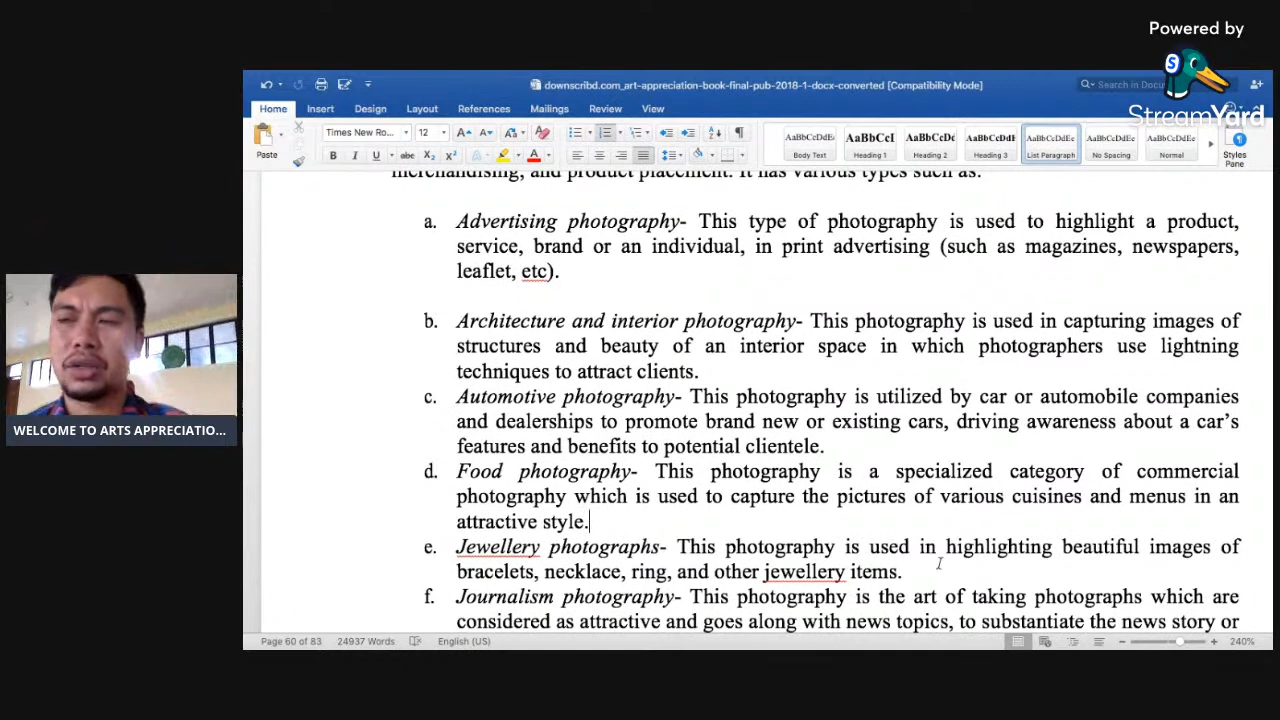 Powered by
StreamYard
downscribd.com_art-appreciation-book-final-pub-2018-1-docx-converted [Compatibility Mode]
Search in Docu
Home Insert Design Layout References Mailings Review View
Paste
Times New Ro... 12
AaBbCcDdEe AaBbCcI AaBbCcDc AaBbCcDdE AaBbCcDdEe AaBbCcDdEe AaBbCcDdEe
Body Text Heading 1 Heading 2 Heading 3 List Paragraph No Spacing Normal
Styles
Pane
merchandising, and product placement. It has various types such as:
a. Advertising photography- This type of photography is used to highlight a product,
service, brand or an individual, in print advertising (such as magazines, newspapers,
leaflet, etc).
b. Architecture and interior photography- This photography is used in capturing images of
structures and beauty of an interior space in which photographers use lightning
techniques to attract clients.
c. Automotive photography- This photography is utilized by car or automobile companies
and dealerships to promote brand new or existing cars, driving awareness about a car’s
features and benefits to potential clientele.
d. Food photography- This photography is a specialized category of commercial
photography which is used to capture the pictures of various cuisines and menus in an
attractive style.
e. Jewellery photographs- This photography is used in highlighting beautiful images of
bracelets, necklace, ring, and other jewellery items.
f. Journalism photography- This photography is the art of taking photographs which are
considered as attractive and goes along with news topics, to substantiate the news story or
WELCOME TO ARTS APPRECIATIO...
Page 60 of 83 24937 Words English (US) 240%